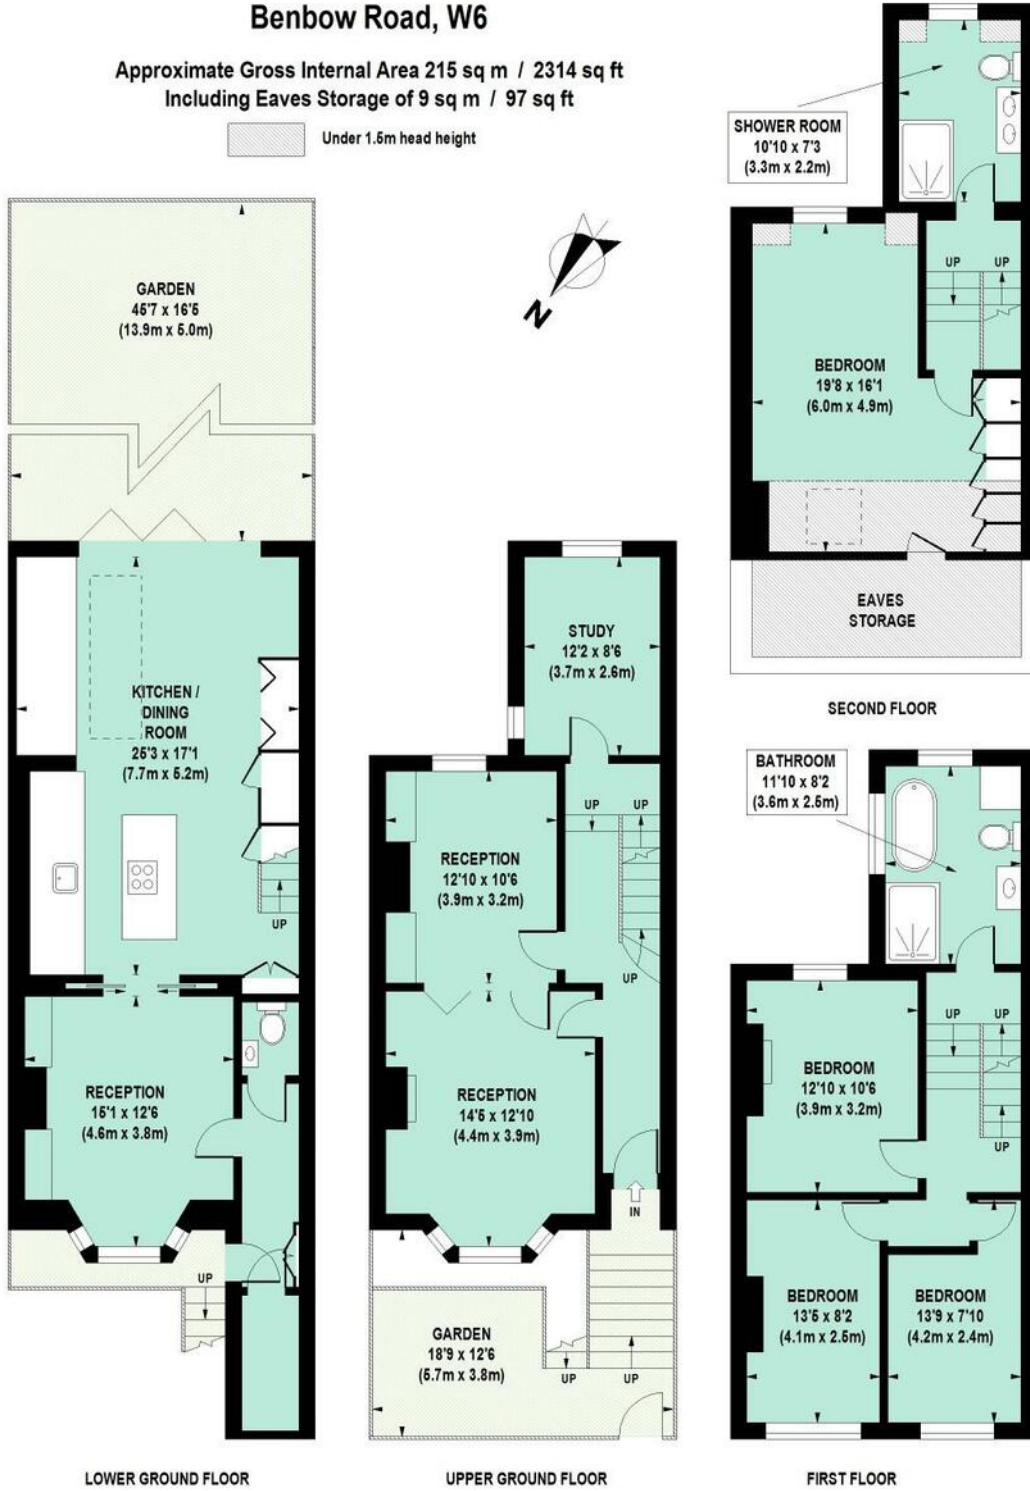 Benbow Road, W6
Approximate Gross Internal Area 215 sq m / 2314 sq ft
Including Eaves Storage of 9 sq m / 97 sq ft
Under 1.5m head height
N
GARDEN
45'7 x 16'5
(13.9m x 5.0m)
KITCHEN /
DINING
ROOM
25'3 x 17'1
(7.7m x 5.2m)
UP
RECEPTION
15'1 x 12'6
(4.6m x 3.8m)
UP
LOWER GROUND FLOOR
STUDY
12'2 x 8'6
(3.7m x 2.6m)
UP
UP
RECEPTION
12'10 x 10'6
(3.9m x 3.2m)
UP
RECEPTION
14'5 x 12'10
(4.4m x 3.9m)
IN
GARDEN
18'9 x 12'6
(5.7m x 3.8m)
UP
UP
UPPER GROUND FLOOR
SHOWER ROOM
10'10 x 7'3
(3.3m x 2.2m)
UP
UP
BEDROOM
19'8 x 16'1
(6.0m x 4.9m)
EAVES
STORAGE
SECOND FLOOR
BATHROOM
11'10 x 8'2
(3.6m x 2.5m)
UP
UP
BEDROOM
12'10 x 10'6
(3.9m x 3.2m)
UP
BEDROOM
13'5 x 8'2
(4.1m x 2.5m)
BEDROOM
13'9 x 7'10
(4.2m x 2.4m)
FIRST FLOOR